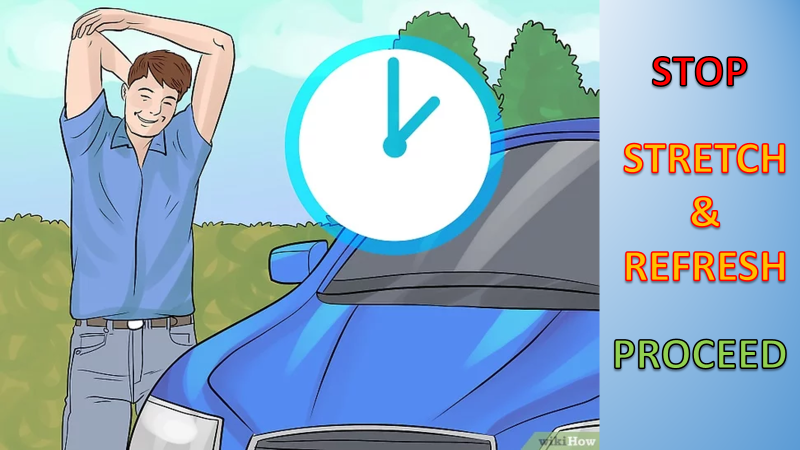 STOP
STRETCH
&
REFRESH
PROCEED
wikiHow